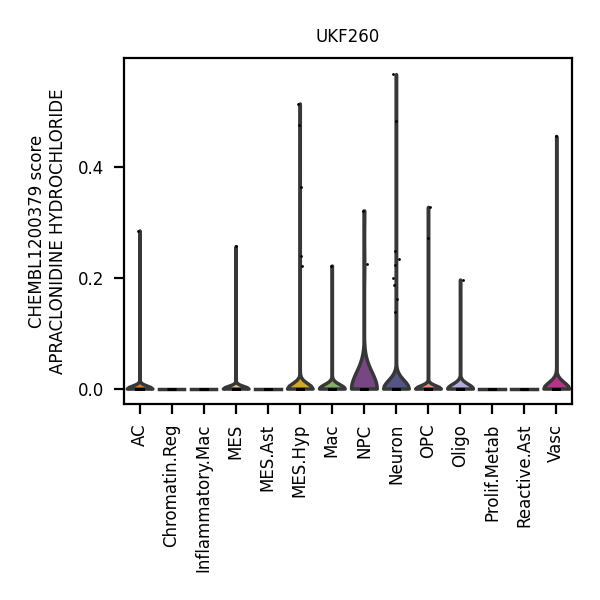 UKF260
CHEMBL1200379 score
APRACLONIDINE HYDROCHLORIDE
0.4
0.2
0.0
AC
Chromatin.Reg
Inflammatory.Mac
MES
MES.Ast
MES.Hyp
Mac
NPC
Neuron
OPC
Oligo
Prolif.Metab
Reactive.Ast
Vasc